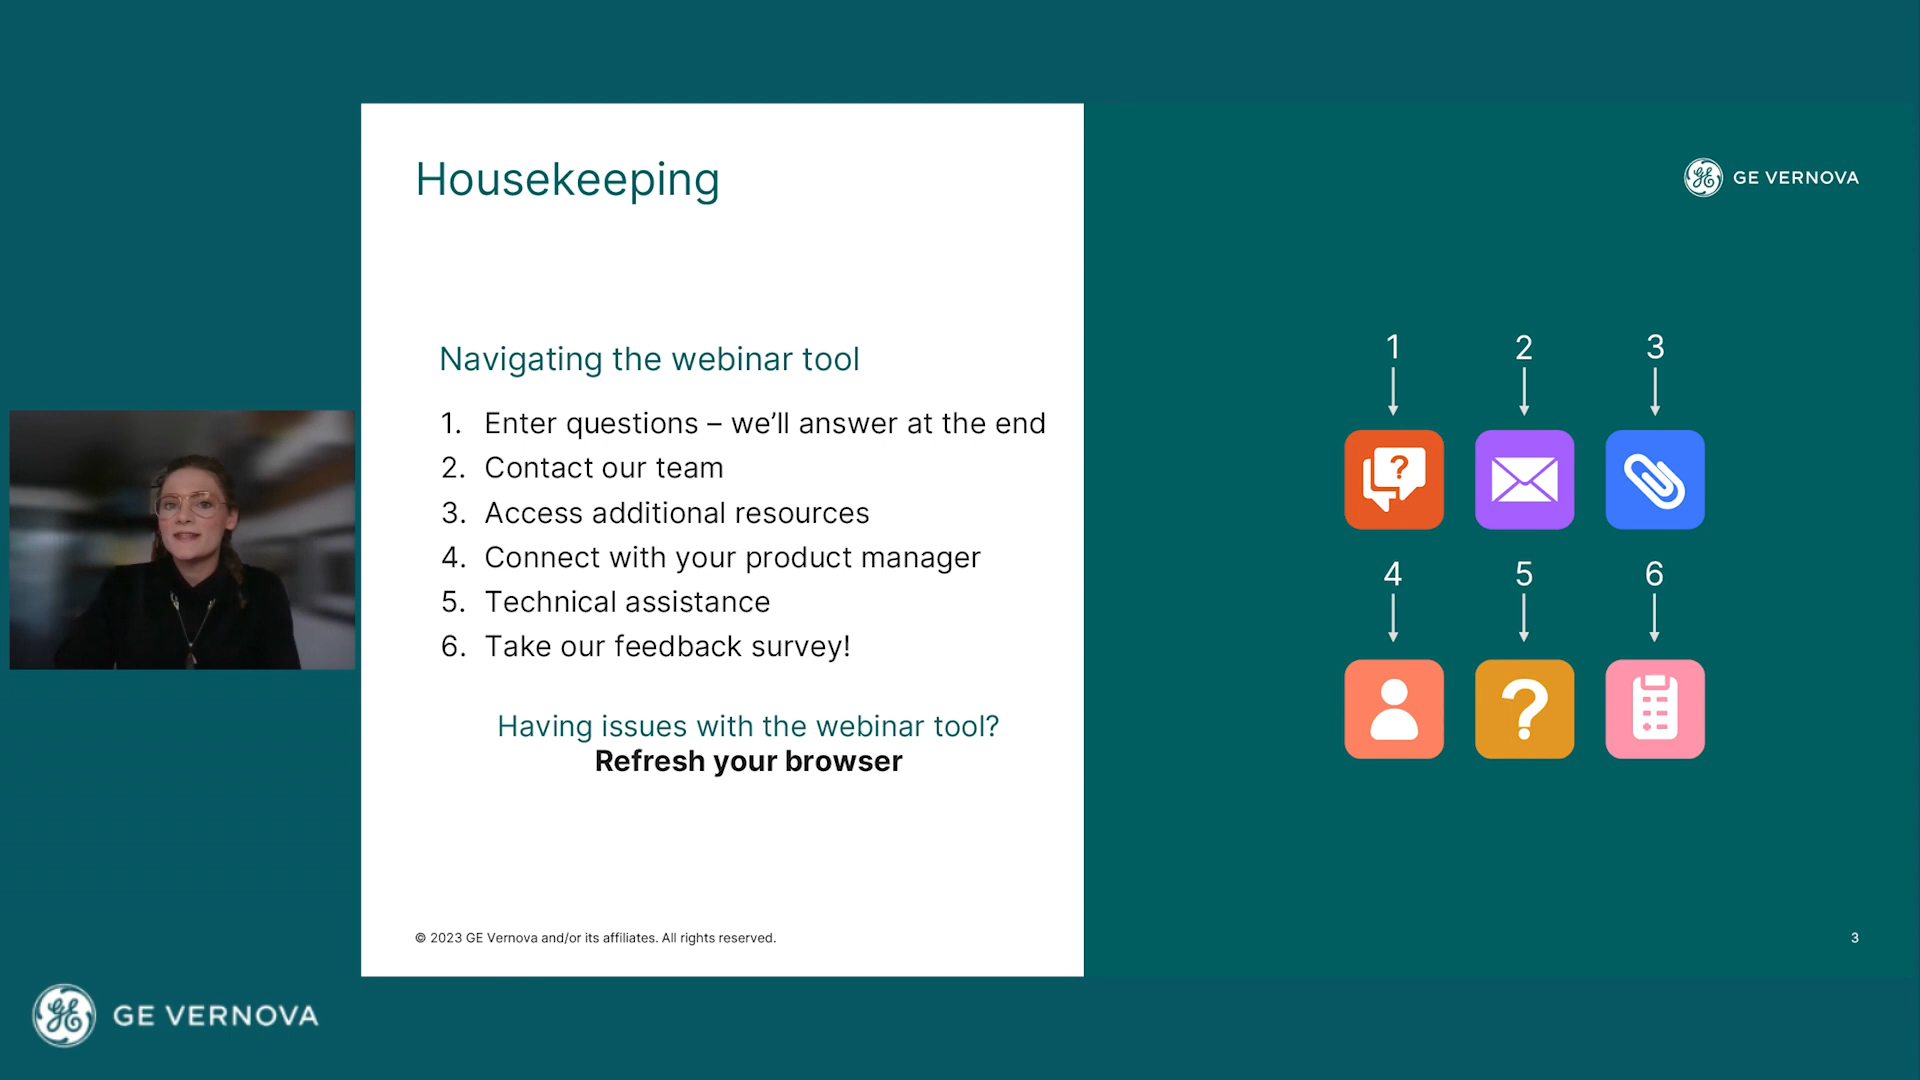 Housekeeping
GE VERNOVA
Navigating the webinar tool
1. Enter questions – we’ll answer at the end
2. Contact our team
3. Access additional resources
4. Connect with your product manager
5. Technical assistance
6. Take our feedback survey!
Having issues with the webinar tool?
Refresh your browser
1 2 3
?
4 5 6
?
© 2023 GE Vernova and/or its affiliates. All rights reserved.
3
GE VERNOVA